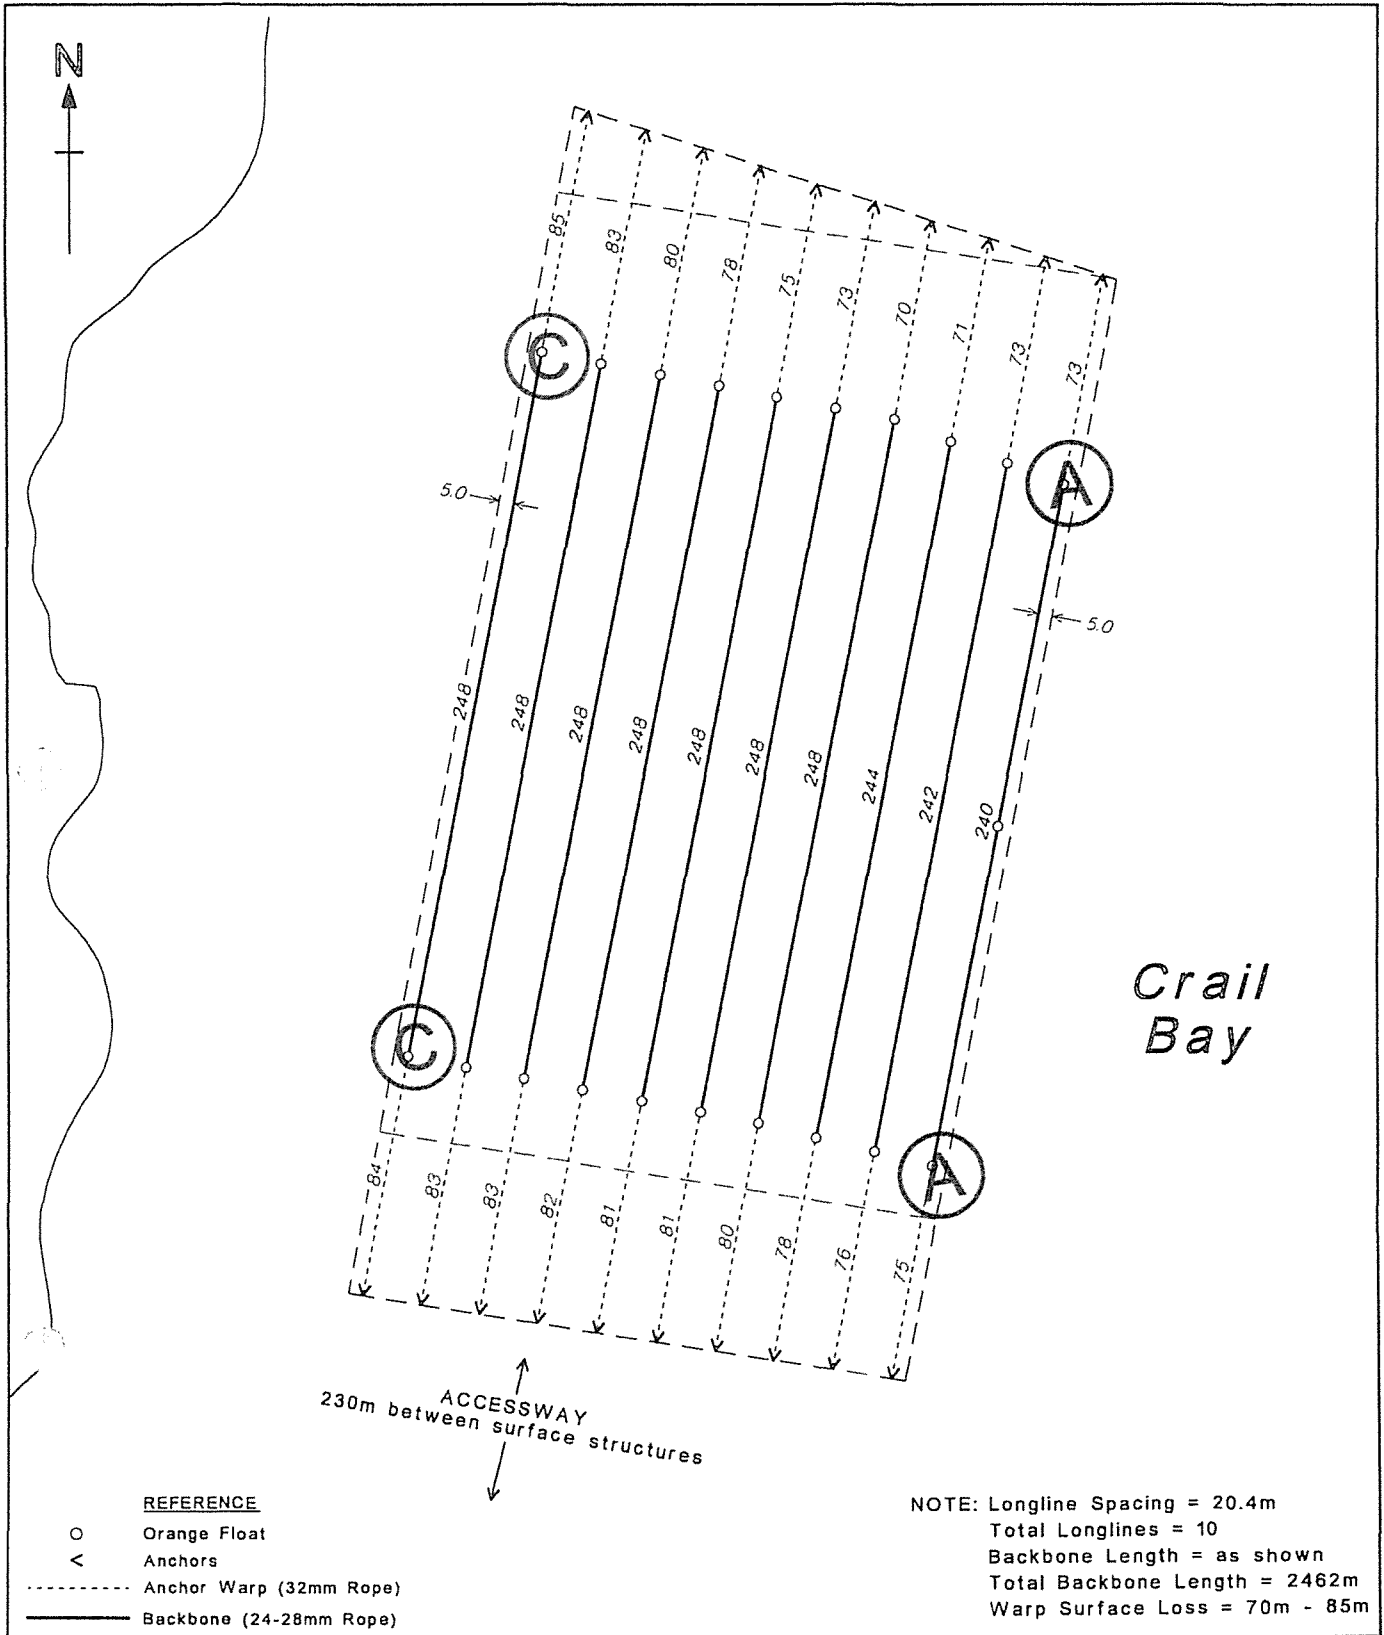 N
85
83
80
78
75
73
70
71
73
73
C
A
5.0
5.0
248
248
248
248
248
248
248
244
242
240
Crail
Bay
C
A
84
83
83
82
81
81
80
78
76
75
ACCESSWAY
230m between surface structures
REFERENCE
Orange Float
Anchors
Anchor Warp (32mm Rope)
Backbone (24-28mm Rope)
NOTE: Longline Spacing = 20.4m
Total Longlines = 10
Backbone Length = as shown
Total Backbone Length = 2462m
Warp Surface Loss = 70m - 85m